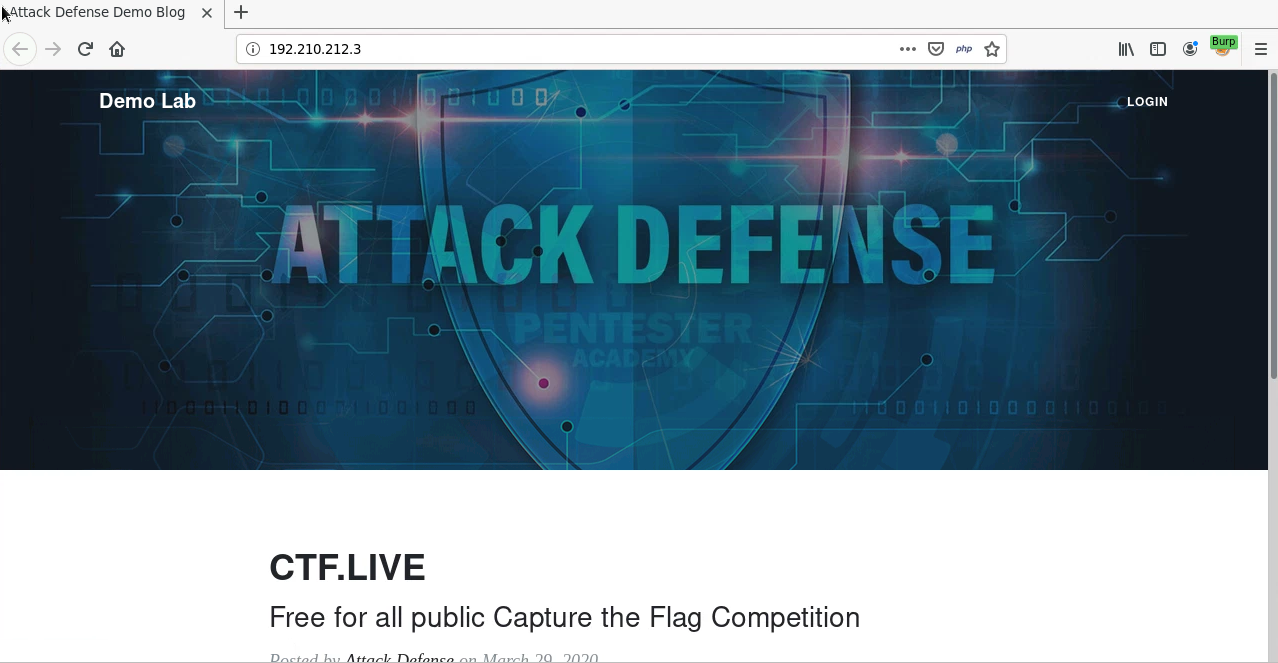 Attack Defense Demo Blog
192.210.212.3
php
Burp
Demo Lab
LOGIN
ATTACK DEFENSE
PENTESTER
ACADEMY
CTF.LIVE
Free for all public Capture the Flag Competition
Posted by Attack Defense on March 29, 2020